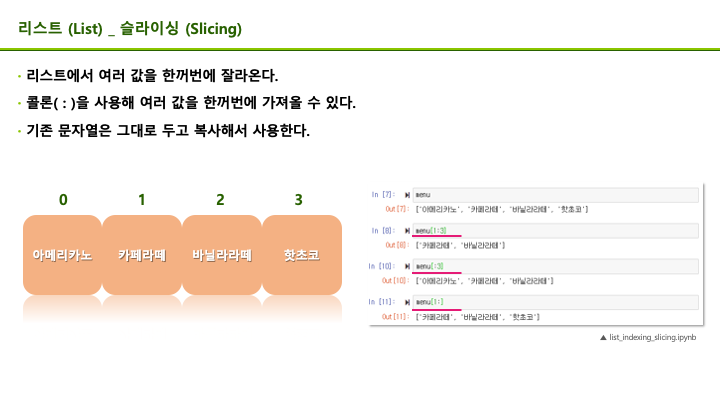 리스트 (List) _ 슬라이싱 (Slicing)
· 리스트에서 여러 값을 한꺼번에 잘라온다.
· 콜론( : )을 사용해 여러 값을 한꺼번에 가져올 수 있다.
· 기존 문자열은 그대로 두고 복사해서 사용한다.
0 1 2 3
아메리카노 카페라떼 바닐라라떼 핫초코
In [7]: menu
Out[7]: ['아메리카노', '카페라떼', '바닐라라떼', '핫초코']
In [8]: menu[1:3]
Out[8]: ['카페라떼', '바닐라라떼']
In [10]: menu[:3]
Out[10]: ['아메리카노', '카페라떼', '바닐라라떼']
In [11]: menu[1:]
Out[11]: ['카페라떼', '바닐라라떼', '핫초코']
▲ list_indexing_slicing.ipynb